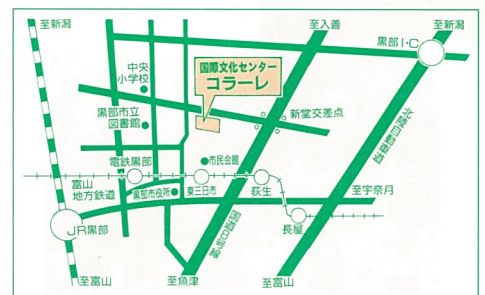 至新潟
至入善
至新潟
黒部I・C
中央
小学校
国際文化センター
コラーレ
黒部市立
図書館
新堂交差点
北陸自動車道
電鉄黒部
市民会館
富山
地方鉄道
黒部市役所
東三日市
荻生
至宇奈月
長屋
国道8号線
JR黒部
至富山
至魚津
至富山